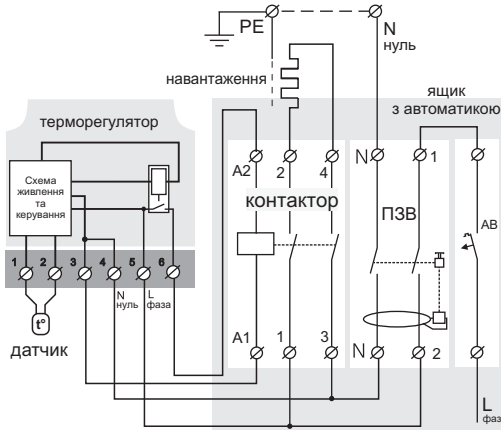 PE
N
нуль
навантаження
ящик
з автоматикою
терморегулятор
Схема
живлення
та
керування
A2
2
4
N
1
контактор
ПЗВ
АВ
1
2
3
4
5
6
N
нуль
L
фаза
t°
датчик
A1
1
3
N
2
L
фаз